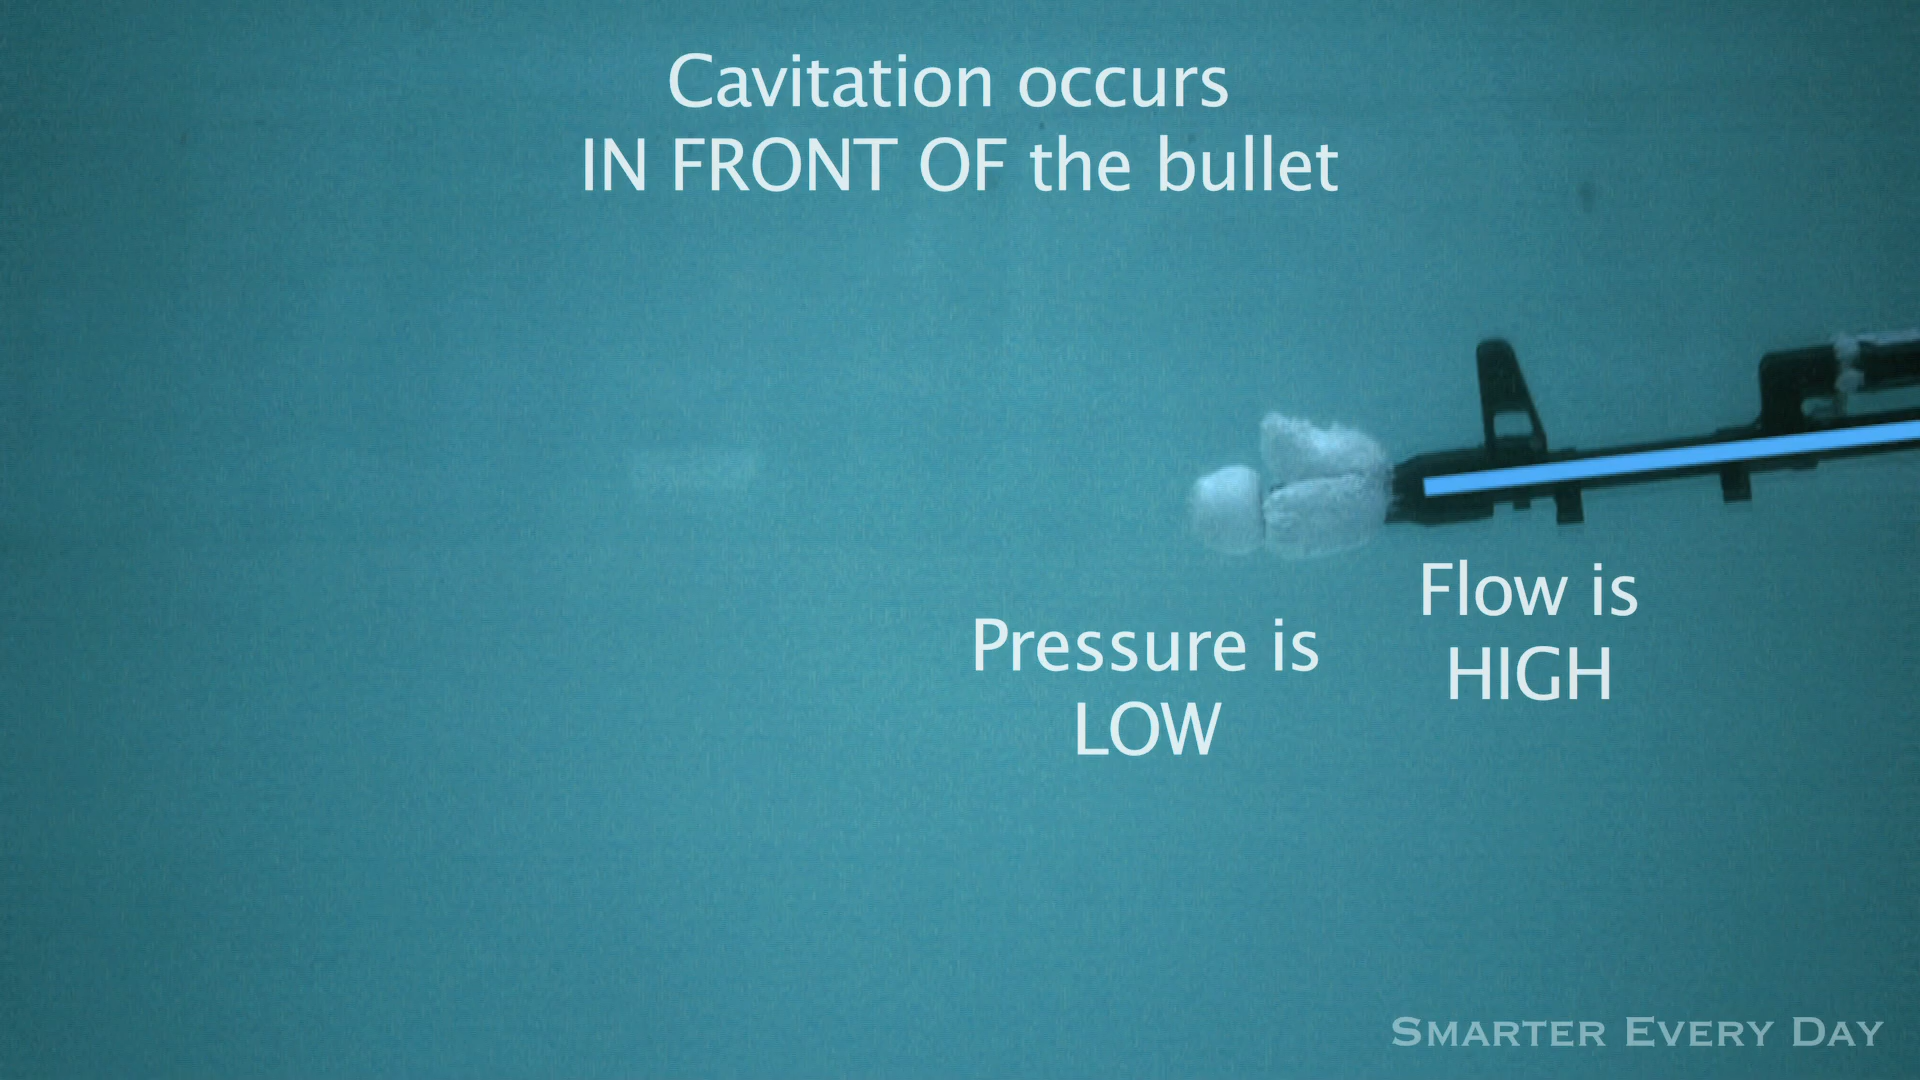 Cavitation occurs
IN FRONT OF the bullet
Flow is
HIGH
Pressure is
LOW
SMARTER EVERY DAY